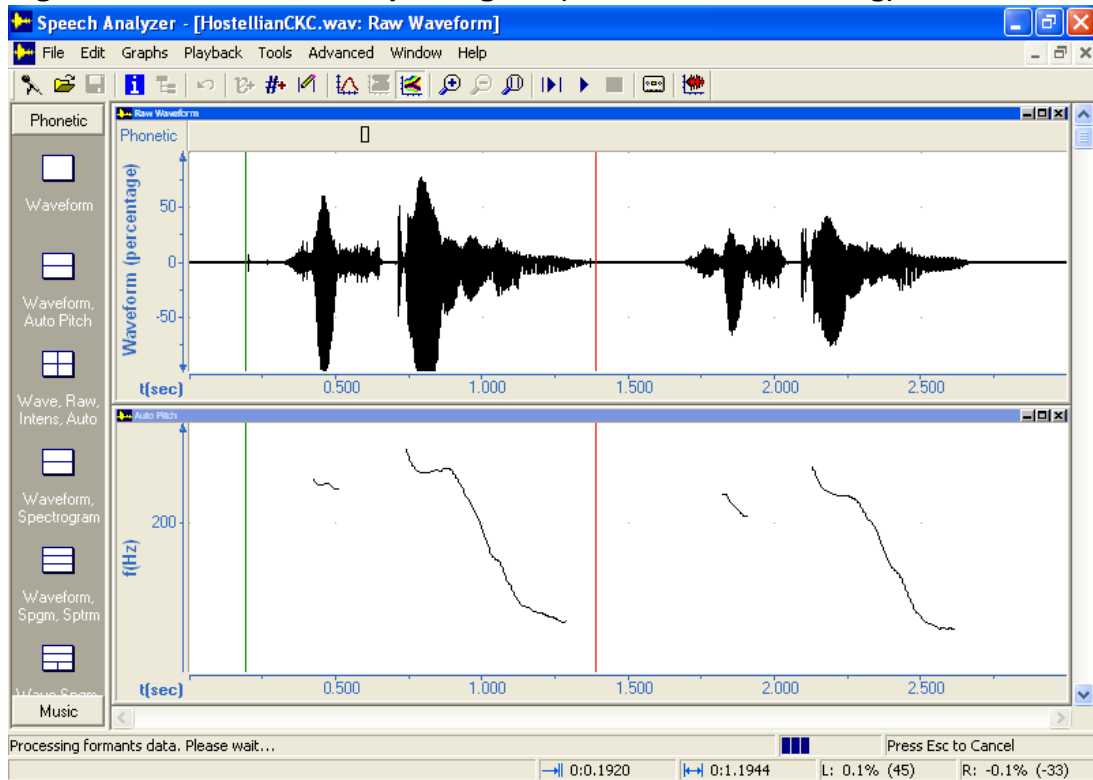 Speech Analyzer - [HostellianCKC.wav: Raw Waveform]
File Edit Graphs Playback Tools Advanced Window Help
Phonetic
Waveform
Waveform,
Auto Pitch
Wave, Raw,
Intens, Auto
Waveform,
Spectrogram
Waveform,
Spgm, Sptrm
Music
Raw Waveform
Phonetic
Waveform (percentage)
50
0
-50
t(sec) 0.500 1.000 1.500 2.000 2.500
Auto Pitch
f(Hz)
200
t(sec) 0.500 1.000 1.500 2.000 2.500
Processing formants data. Please wait... Press Esc to Cancel
0:0.1920 0:1.1944 L: 0.1% (45) R: -0.1% (-33)